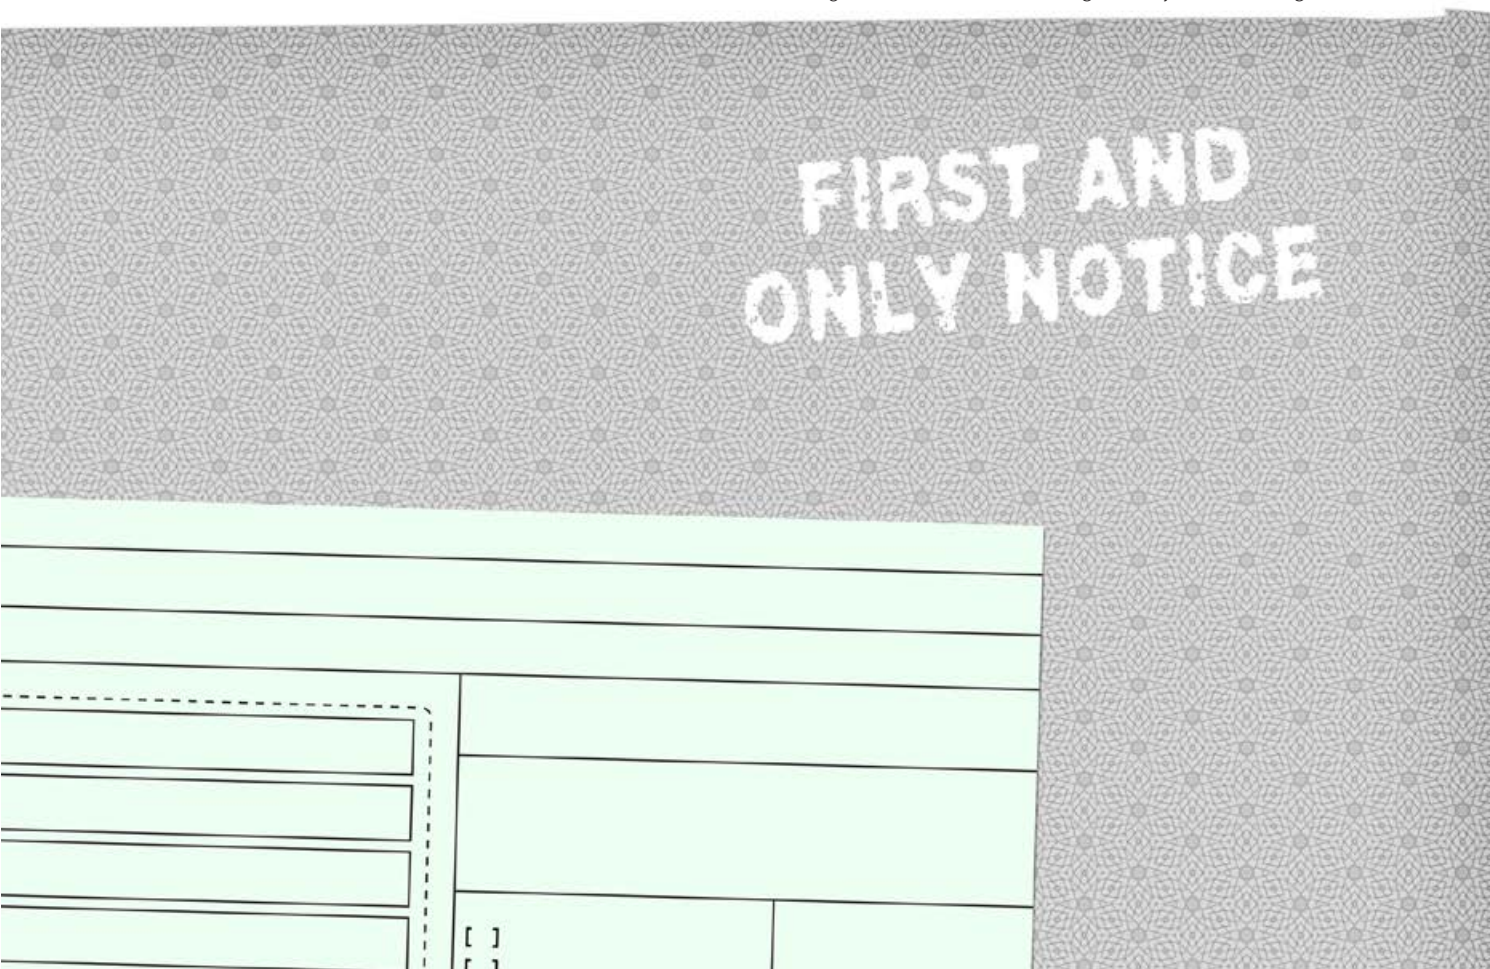 FIRST AND
ONLY NOTICE
[ ]
[ ]